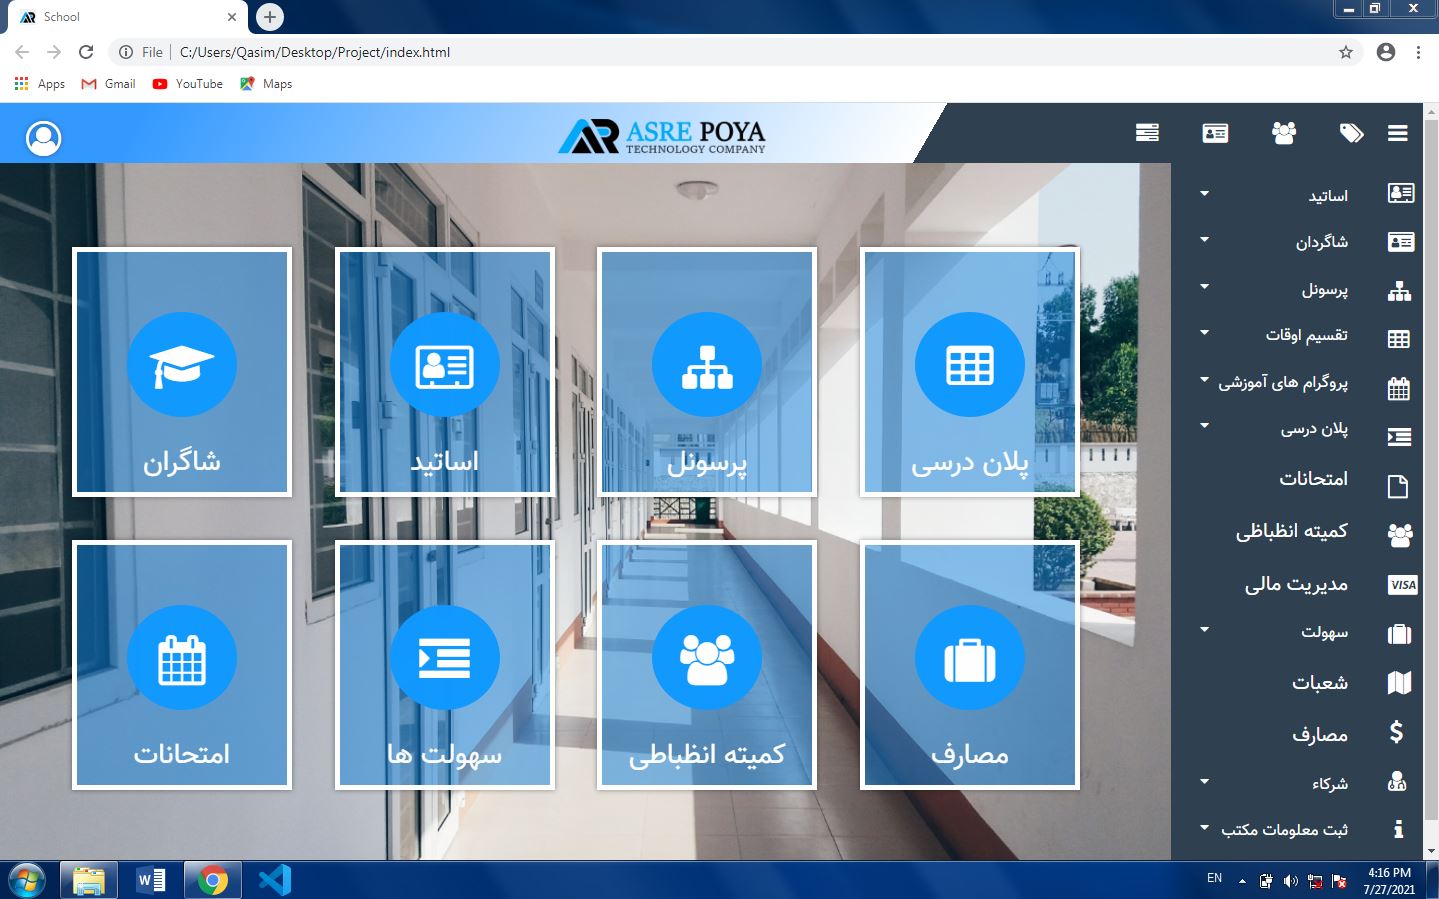 School
File
C:/Users/Qasim/Desktop/Project/index.html
Apps
Gmail
YouTube
Maps
ASRE POYA
TECHNOLOGY COMPANY
اساتید
شاگردان
پرسونل
تقسیم اوقات
پروگرام های آموزشی
پلان درسی
امتحانات
کمیته انظباظی
مدیریت مالی
VISA
سهولت
شعبات
مصارف
شرکاء
ثبت معلومات مکتب
پلان درسی
پرسونل
اساتید
شاگران
مصارف
کمیته انظباطی
سهولت ها
امتحانات
EN
4:16 PM
7/27/2021